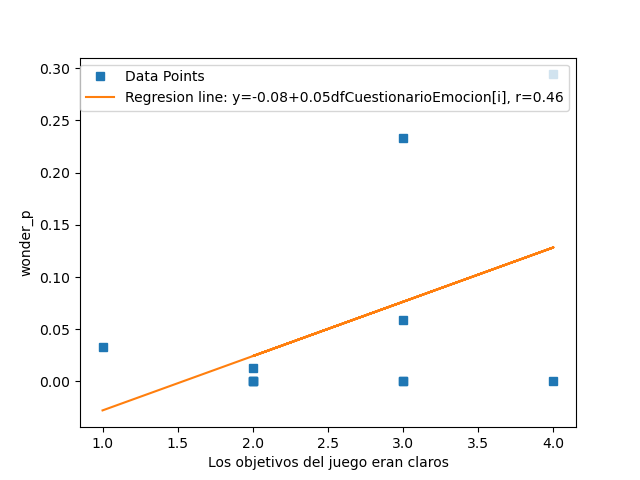 Data Points
Regresion line: y=-0.08+0.05dfCuestionarioEmocion[i], r=0.46
0.30
0.25
0.20
0.15
0.10
0.05
0.00
wonder_p
1.0 1.5 2.0 2.5 3.0 3.5 4.0
Los objetivos del juego eran claros